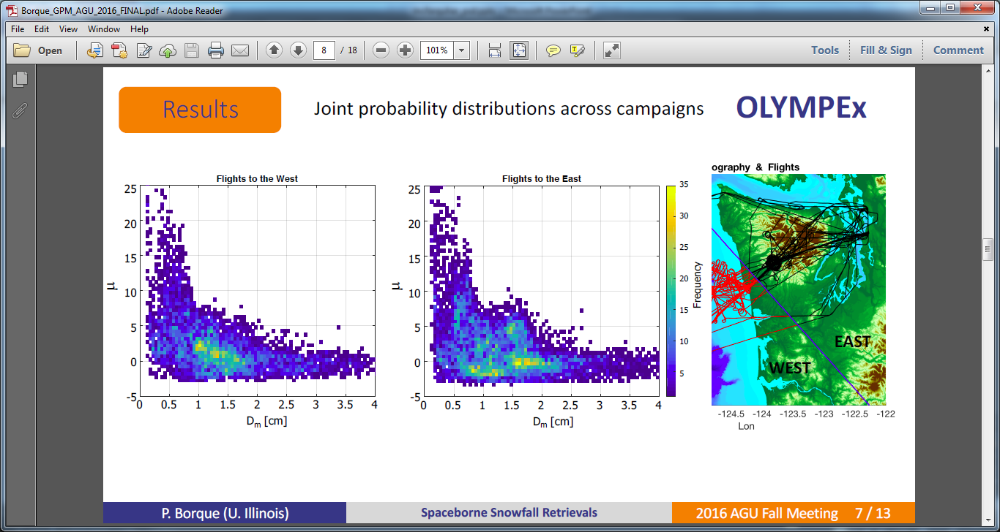 Borque_GPM_AGU_2016_FINAL.pdf - Adobe Reader
File Edit View Window Help
Open 8 / 18 101% Tools Fill & Sign Comment
Results
Joint probability distributions across campaigns
OLYMPEx
Flights to the West
25
20
15
10
5
0
-5
μ
0 0.5 1 1.5 2 2.5 3 3.5 4
Dm [cm]
Flights to the East
25
20
15
10
5
0
-5
μ
0 0.5 1 1.5 2 2.5 3 3.5 4
Dm [cm]
35
30
25
20
15
10
5
Frequency
ography & Flights
EAST
WEST
-124.5 -124 -123.5 -123 -122.5 -122
Lon
P. Borque (U. Illinois)
Spaceborne Snowfall Retrievals
2016 AGU Fall Meeting 7 / 13